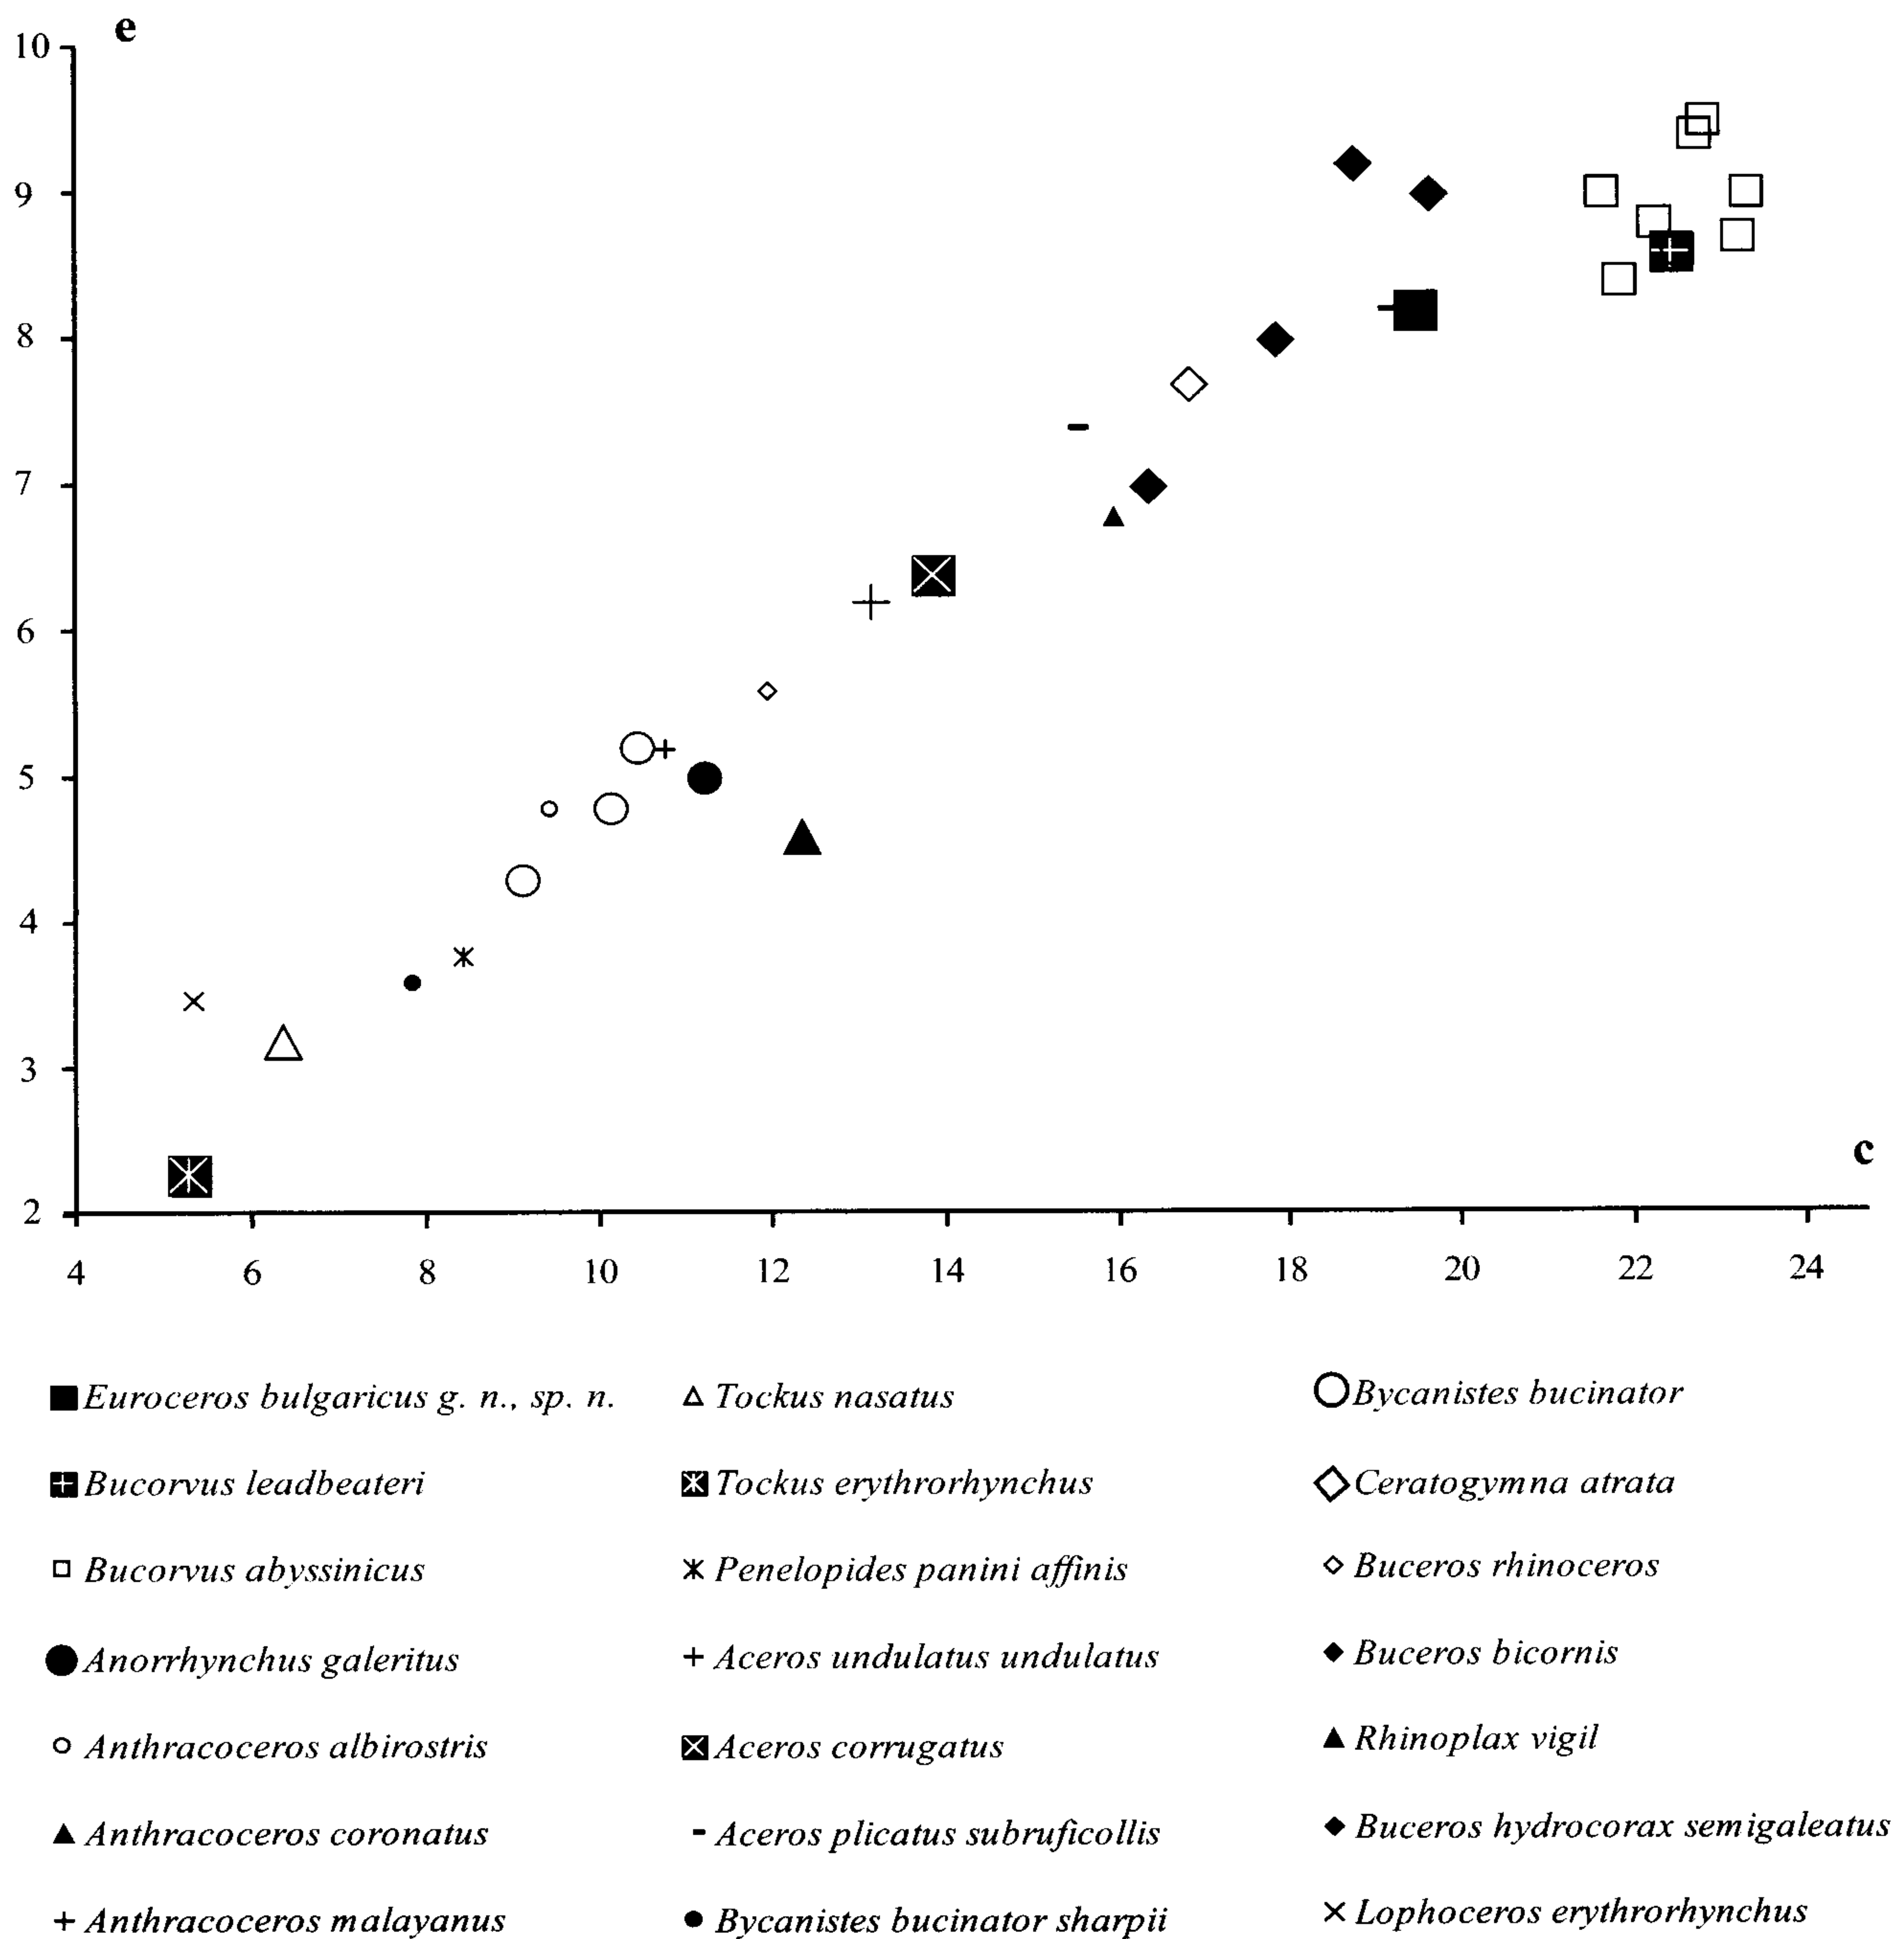 e
10
9
8
7
6
5
4
3
2
c
4 6 8 10 12 14 16 18 20 22 24
Euroceros bulgaricus g. n., sp. n. Tockus nasatus Bycanistes bucinator
Bucorvus leadbeateri Tockus erythrorhynchus Ceratogymna atrata
Bucorvus abyssinicus Penelopides panini affinis Buceros rhinoceros
Anorrhynchus galeritus Aceros undulatus undulatus Buceros bicornis
Anthracoceros albirostris Aceros corrugatus Rhinoplax vigil
Anthracoceros coronatus Aceros plicatus subruficollis Buceros hydrocorax semigaleatus
Anthracoceros malayanus Bycanistes bucinator sharpii Lophoceros erythrorhynchus